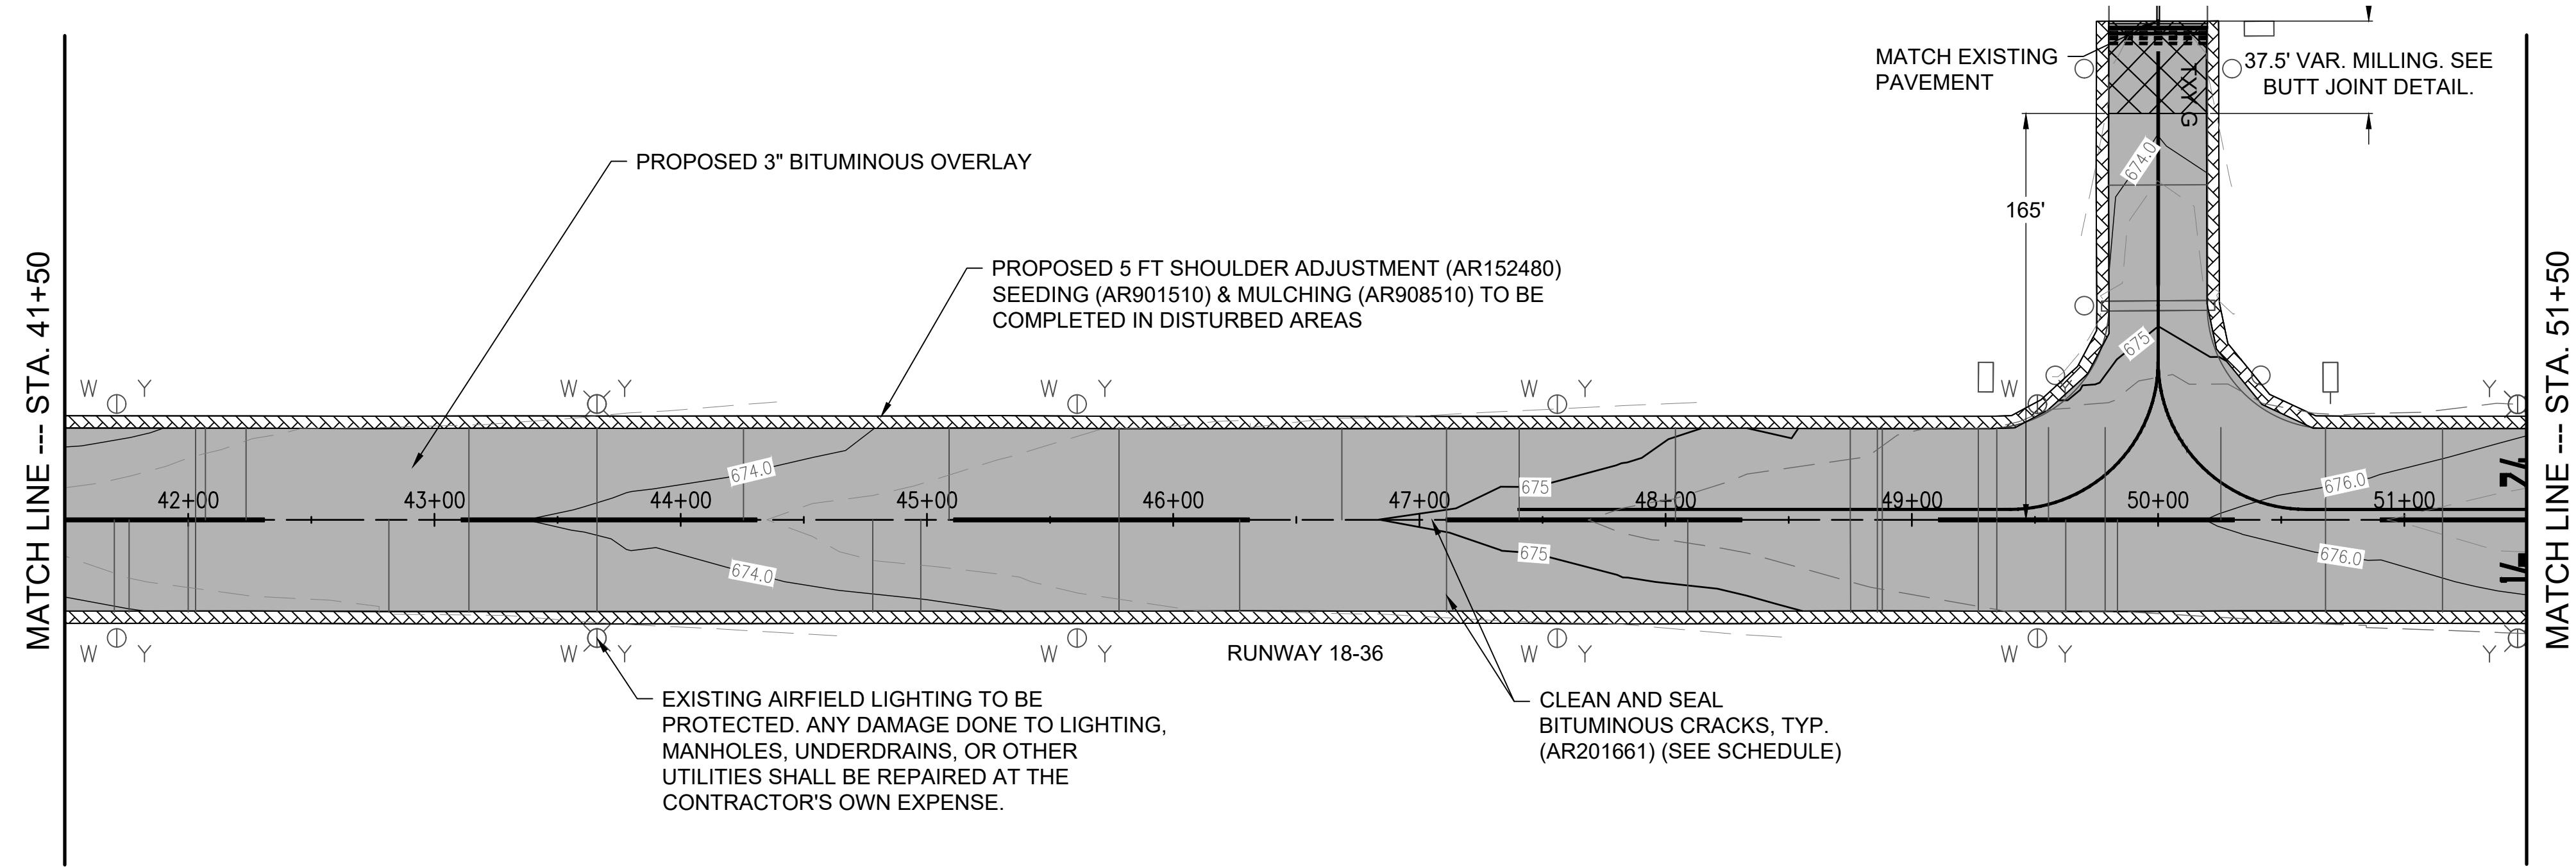 MATCH EXISTING
PAVEMENT
37.5' VAR. MILLING. SEE
BUTT JOINT DETAIL.
TXY G
674.0
165'
675
PROPOSED 3" BITUMINOUS OVERLAY
PROPOSED 5 FT SHOULDER ADJUSTMENT (AR152480)
SEEDING (AR901510) & MULCHING (AR908510) TO BE
COMPLETED IN DISTURBED AREAS
MATCH LINE --- STA. 41+50
MATCH LINE --- STA. 51+50
W Y W Y W Y W Y W Y
674.0 675 676.0
42+00 43+00 44+00 45+00 46+00 47+00 48+00 49+00 50+00 51+00
674.0 675 676.0
W Y W Y W Y W Y W Y Y
RUNWAY 18-36
EXISTING AIRFIELD LIGHTING TO BE
PROTECTED. ANY DAMAGE DONE TO LIGHTING,
MANHOLES, UNDERDRAINS, OR OTHER
UTILITIES SHALL BE REPAIRED AT THE
CONTRACTOR'S OWN EXPENSE.
CLEAN AND SEAL
BITUMINOUS CRACKS, TYP.
(AR201661) (SEE SCHEDULE)